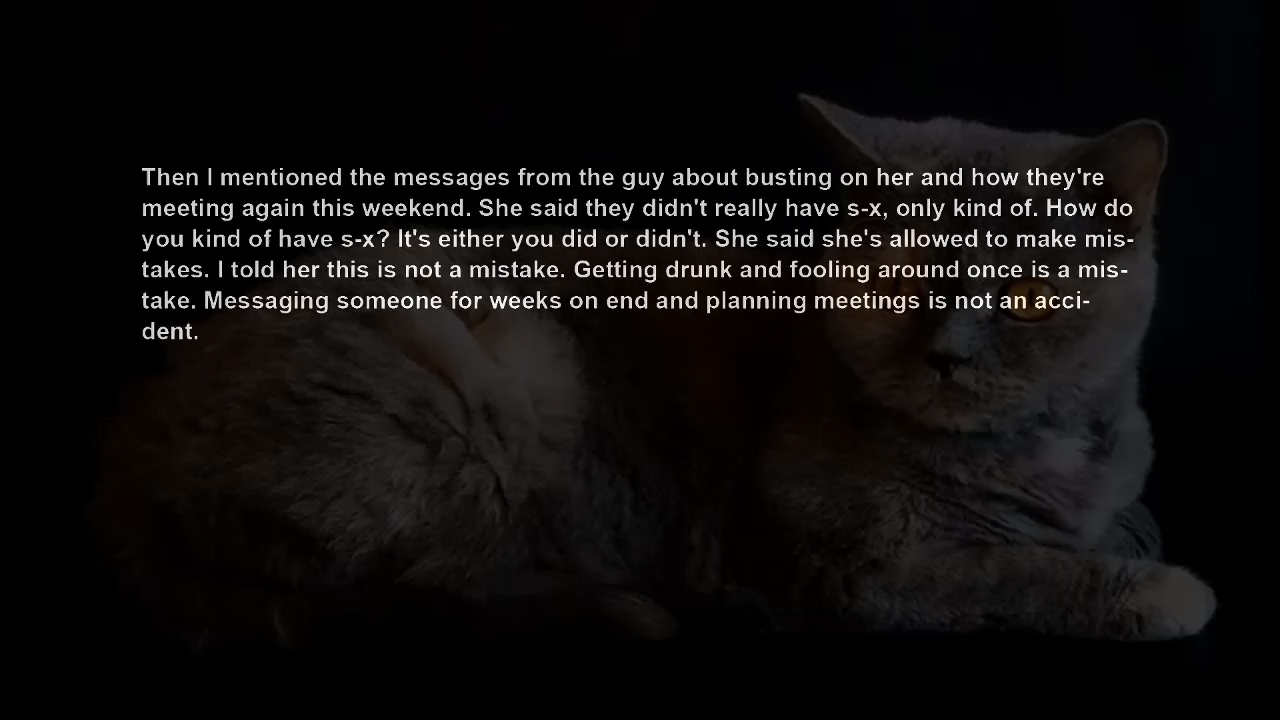 Then I mentioned the messages from the guy about busting on her and how they're
meeting again this weekend. She said they didn't really have s-x, only kind of. How do
you kind of have s-x? It's either you did or didn't. She said she's allowed to make mis-
takes. I told her this is not a mistake. Getting drunk and fooling around once is a mis-
take. Messaging someone for weeks on end and planning meetings is not an acci-
dent.